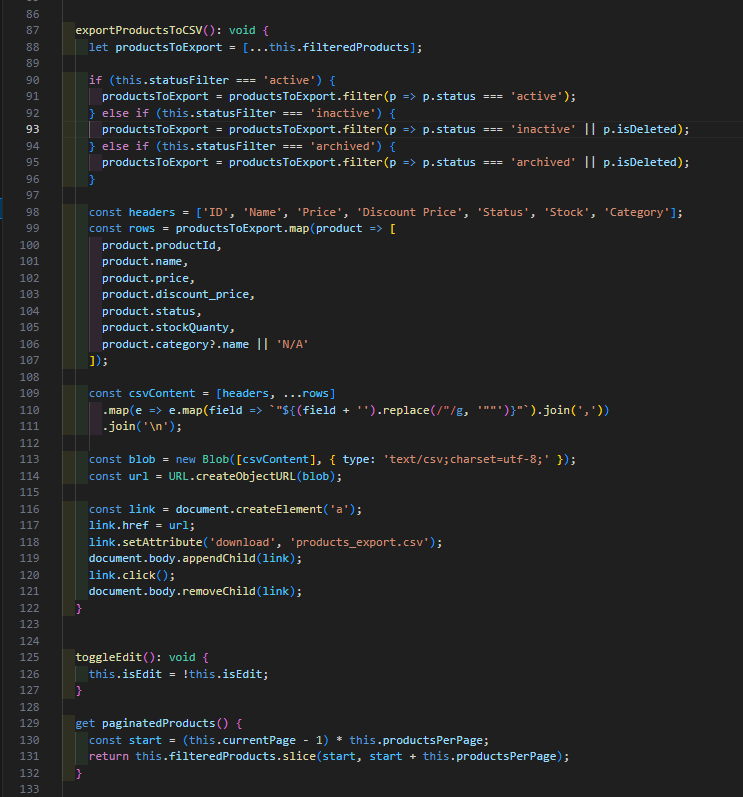 86
87 exportProductsToCSV(): void {
88 let productsToExport = [...this.filteredProducts];
89
90 if (this.statusFilter === 'active') {
91 productsToExport = productsToExport.filter(p => p.status === 'active');
92 } else if (this.statusFilter === 'inactive') {
93 productsToExport = productsToExport.filter(p => p.status === 'inactive' || p.isDeleted);
94 } else if (this.statusFilter === 'archived') {
95 productsToExport = productsToExport.filter(p => p.status === 'archived' || p.isDeleted);
96 }
97
98 const headers = ['ID', 'Name', 'Price', 'Discount Price', 'Status', 'Stock', 'Category'];
99 const rows = productsToExport.map(product => [
100 product.productId,
101 product.name,
102 product.price,
103 product.discount_price,
104 product.status,
105 product.stockQuanty,
106 product.category?.name || 'N/A'
107 ]);
108
109 const csvContent = [headers, ...rows]
110 .map(e => e.map(field => `"${(field + '').replace(/"/g, '""')}"`).join(','))
111 .join('\n');
112
113 const blob = new Blob([csvContent], { type: 'text/csv;charset=utf-8;' });
114 const url = URL.createObjectURL(blob);
115
116 const link = document.createElement('a');
117 link.href = url;
118 link.setAttribute('download', 'products_export.csv');
119 document.body.appendChild(link);
120 link.click();
121 document.body.removeChild(link);
122 }
123
124
125 toggleEdit(): void {
126 this.isEdit = !this.isEdit;
127 }
128
129 get paginatedProducts() {
130 const start = (this.currentPage - 1) * this.productsPerPage;
131 return this.filteredProducts.slice(start, start + this.productsPerPage);
132 }
133